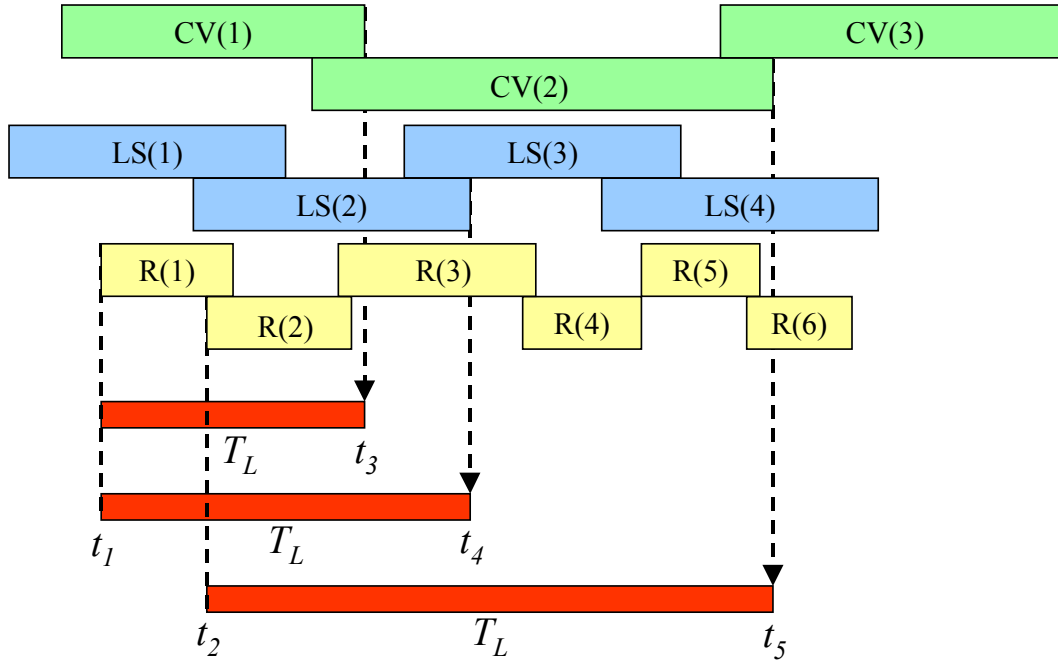 CV(1) CV(3)
CV(2)
LS(1) LS(3)
LS(2) LS(4)
R(1) R(3) R(5)
R(2) R(4) R(6)
T_L t_3
t_1 T_L t_4
t_2 T_L t_5